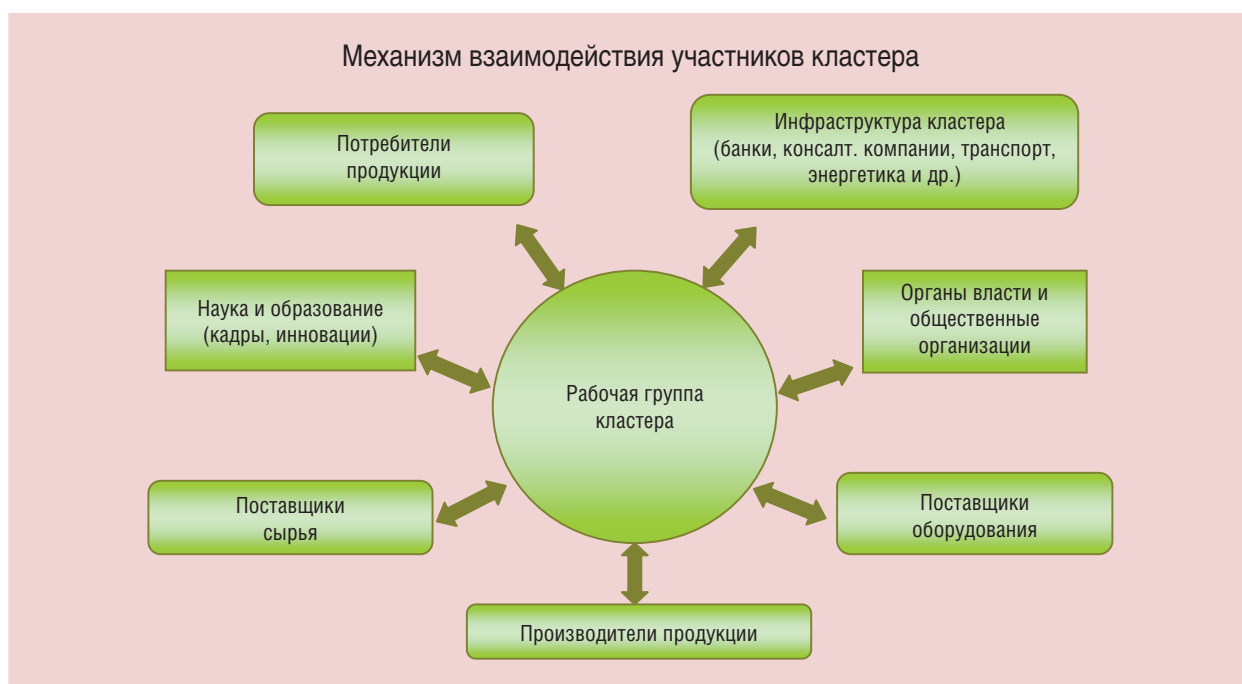 Механизм взаимодействия участников кластера
Потребители
продукции
Инфраструктура кластера
(банки, консалт. компании, транспорт,
энергетика и др.)
Наука и образование
(кадры, инновации)
Органы власти и
общественные
организации
Рабочая группа
кластера
Поставщики
сырья
Поставщики
оборудования
Производители продукции